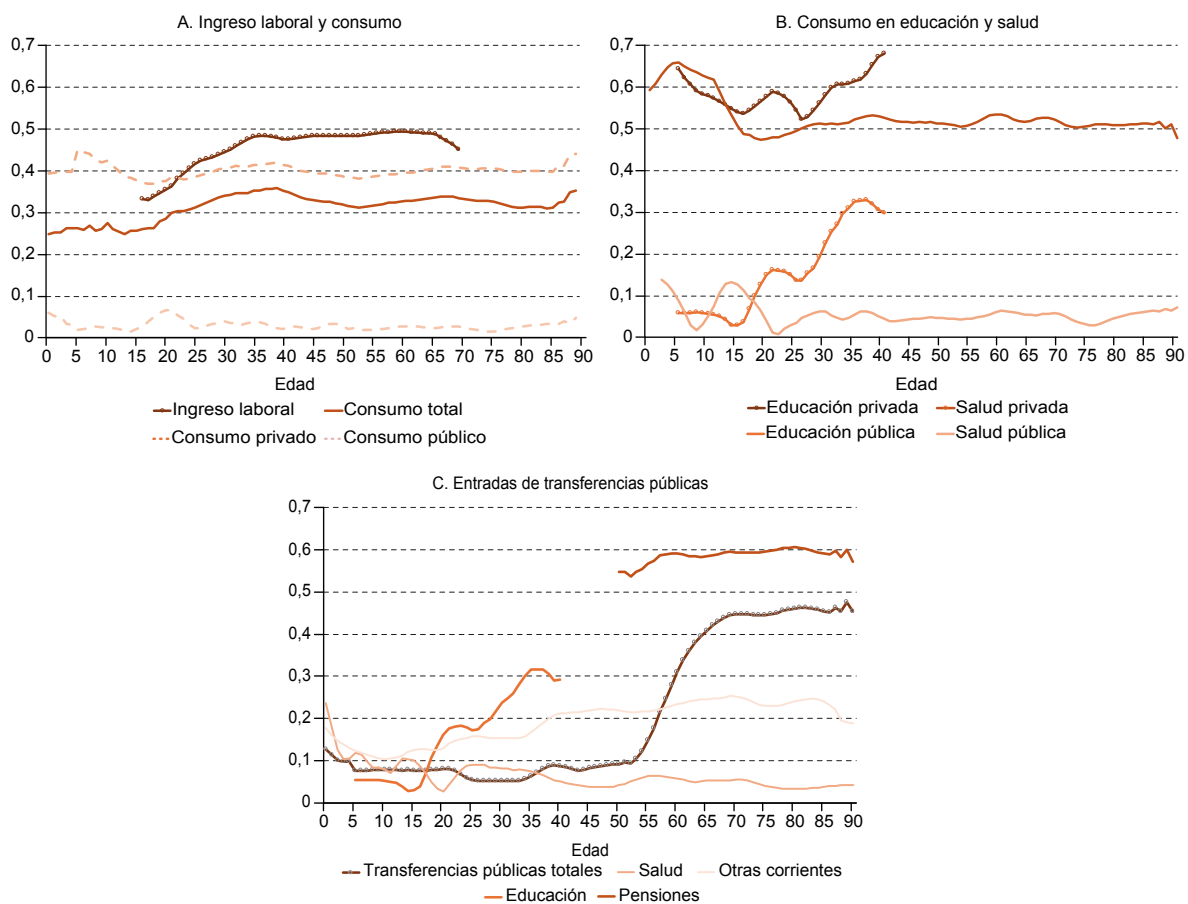 A. Ingreso laboral y consumo
0,7
0,6
0,5
0,4
0,3
0,2
0,1
0
0 5 10 15 20 25 30 35 40 45 50 55 60 65 70 75 80 85 90
Edad
Ingreso laboral Consumo total
Consumo privado Consumo público
B. Consumo en educación y salud
0,7
0,6
0,5
0,4
0,3
0,2
0,1
0
0 5 10 15 20 25 30 35 40 45 50 55 60 65 70 75 80 85 90
Edad
Educación privada Salud privada
Educación pública Salud pública
C. Entradas de transferencias públicas
0,7
0,6
0,5
0,4
0,3
0,2
0,1
0
0 5 10 15 20 25 30 35 40 45 50 55 60 65 70 75 80 85 90
Edad
Transferencias públicas totales Salud Otras corrientes
Educación Pensiones